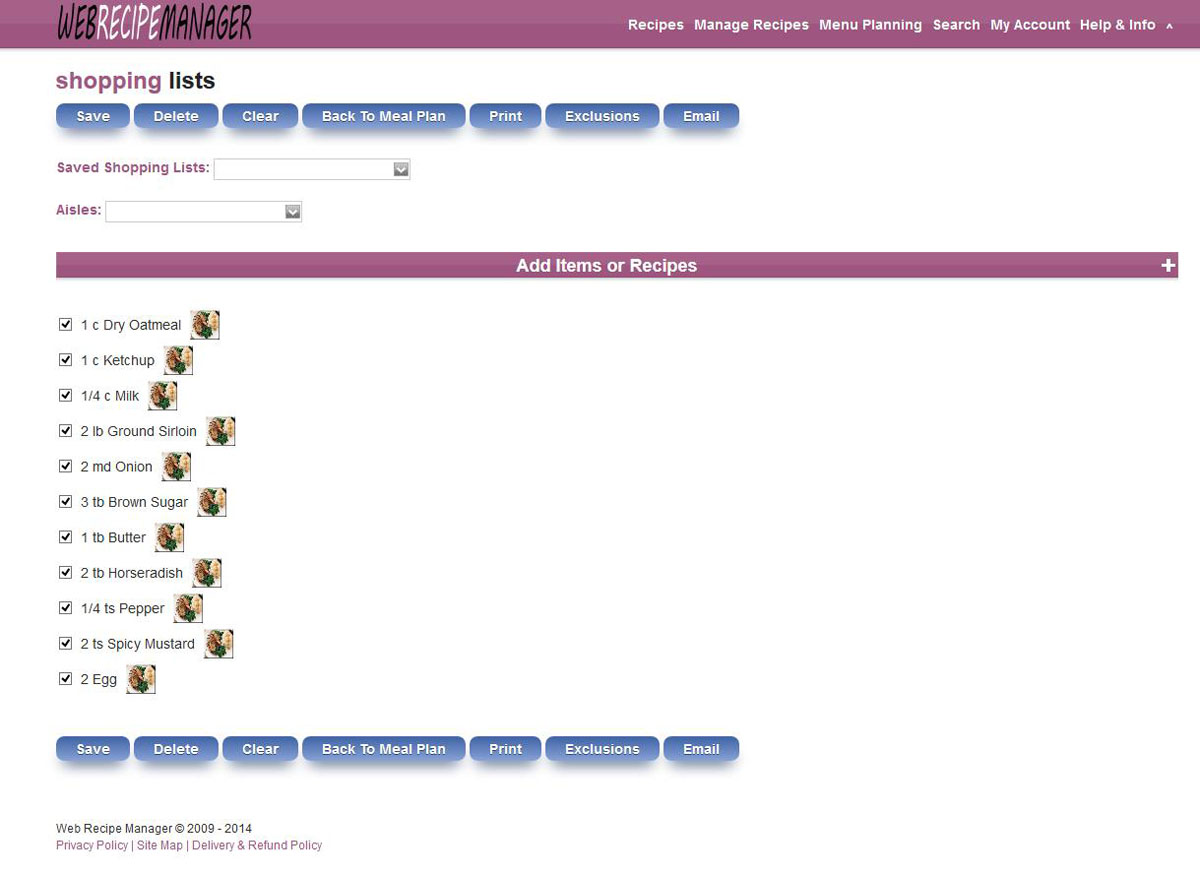 WEBRECIPEMANAGER
Recipes Manage Recipes Menu Planning Search My Account Help & Info
shopping lists
Save Delete Clear Back To Meal Plan Print Exclusions Email
Saved Shopping Lists:
Aisles:
Add Items or Recipes +
1 c Dry Oatmeal
1 c Ketchup
1/4 c Milk
2 lb Ground Sirloin
2 md Onion
3 tb Brown Sugar
1 tb Butter
2 tb Horseradish
1/4 ts Pepper
2 ts Spicy Mustard
2 Egg
Save Delete Clear Back To Meal Plan Print Exclusions Email
Web Recipe Manager © 2009 - 2014
Privacy Policy | Site Map | Delivery & Refund Policy